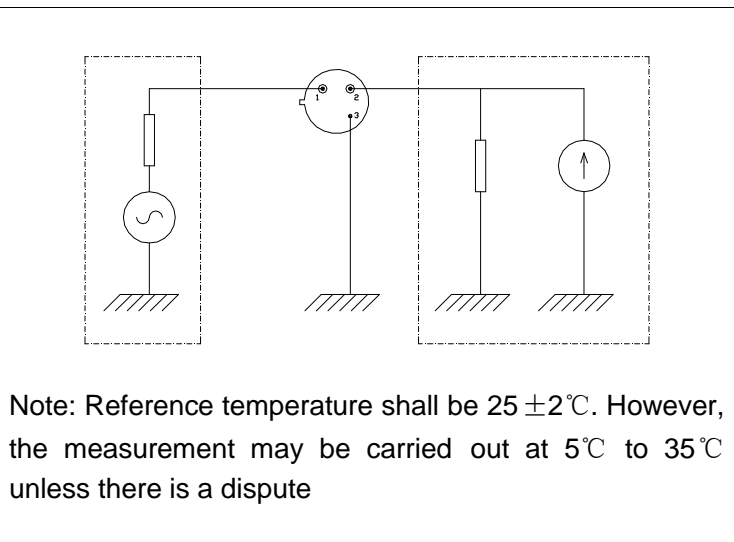 1 2
3
Note: Reference temperature shall be 25±2℃. However,
the measurement may be carried out at 5℃ to 35℃
unless there is a dispute